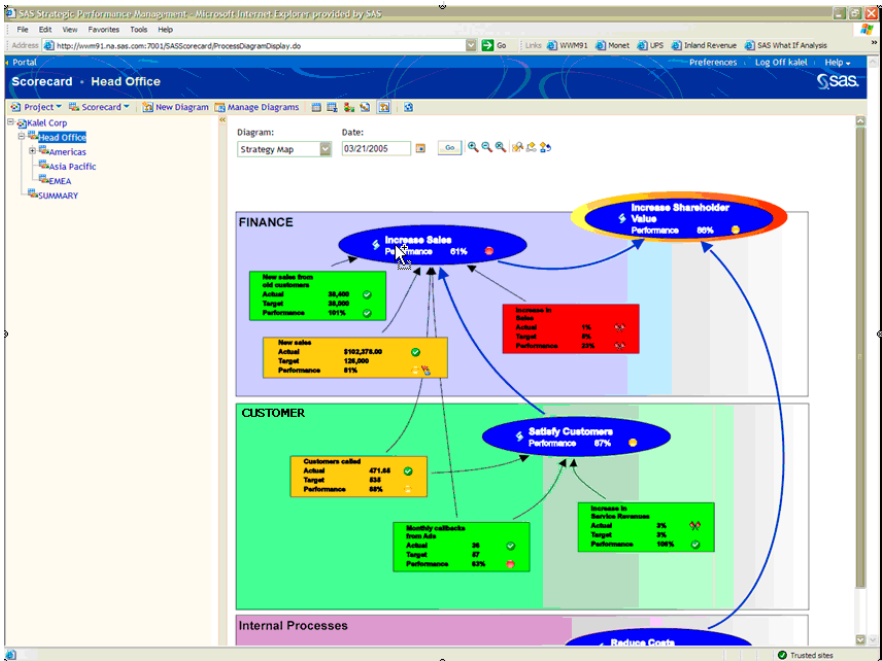 SAS Strategic Performance Management - Microsoft Internet Explorer provided by SAS
File Edit View Favorites Tools Help
Address http://wwm91.na.sas.com:7001/SASScorecard/ProcessDiagramDisplay.do Go Links WWM91 Monet UPS Inland Revenue SAS What If Analysis
Portal Preferences Log Off kalel Help
Scorecard • Head Office sas.
Project Scorecard New Diagram Manage Diagrams
Kalel Corp
Head Office
Americas
Asia Pacific
EMEA
SUMMARY
Diagram: Date:
Strategy Map 03/21/2005 Go
FINANCE
Increase Shareholder
Value
Performance 86%
Increase Sales
Performance 61%
New sales from
old customers
Actual 38,400
Target 38,000
Performance 101%
Increase in
Sales
Actual 1%
Target 5%
Performance 23%
New sales
Actual $102,375.00
Target 125,000
Performance 81%
CUSTOMER
Satisfy Customers
Performance 87%
Customers called
Actual 471.55
Target 535
Performance 88%
Monthly callbacks
from Ads
Actual 36
Target 57
Performance 63%
Increase in
Service Revenues
Actual 3%
Target 3%
Performance 106%
Internal Processes
Reduce Costs
Trusted sites